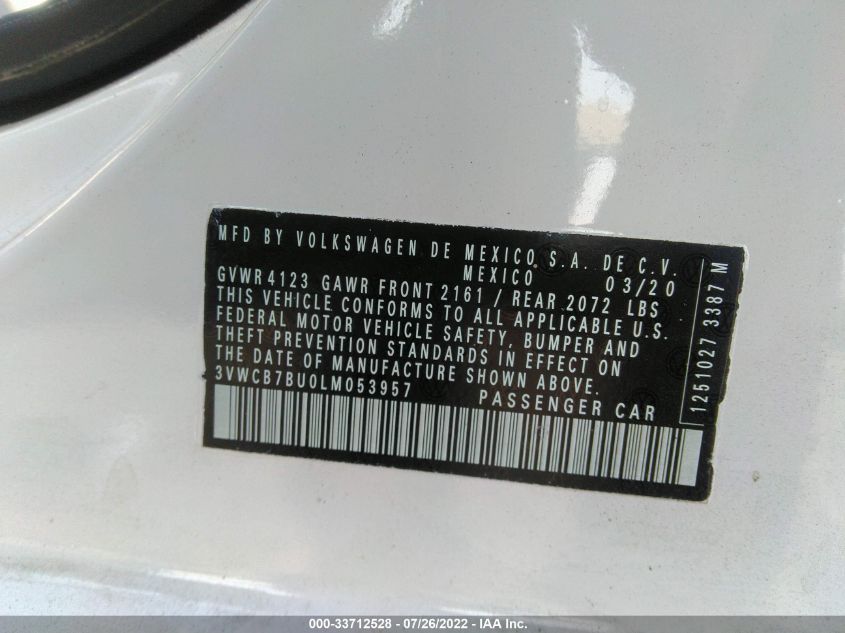 MFD BY VOLKSWAGEN DE MEXICO S.A. DE C.V.
MEXICO 03/20
GVWR 4123 GAWR FRONT 2161 / REAR 2072 LBS
THIS VEHICLE CONFORMS TO ALL APPLICABLE U.S.
FEDERAL MOTOR VEHICLE SAFETY, BUMPER AND
THEFT PREVENTION STANDARDS IN EFFECT ON
THE DATE OF MANUFACTURE SHOWN ABOVE.
3VWCB7BU0LM053957 PASSENGER CAR
1251027 3387 M
000-33712528 - 07/26/2022 - IAA Inc.